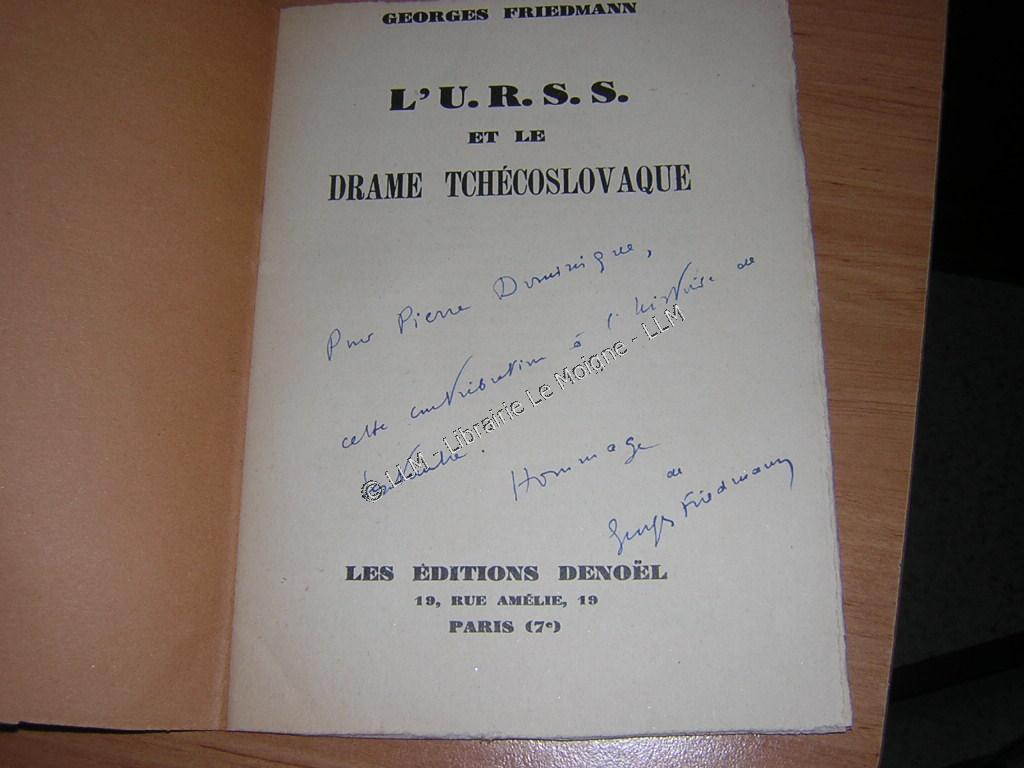 GEORGES FRIEDMANN
L'U. R. S. S.
ET LE
DRAME TCHÉCOSLOVAQUE
Pour Pierre Dominique,
cette contribution à l'histoire de
Hommage
de
Georges Friedmann
© LLM - Librairie Le Moigne - LLM
LES ÉDITIONS DENOËL
19, RUE AMÉLIE, 19
PARIS (7e)